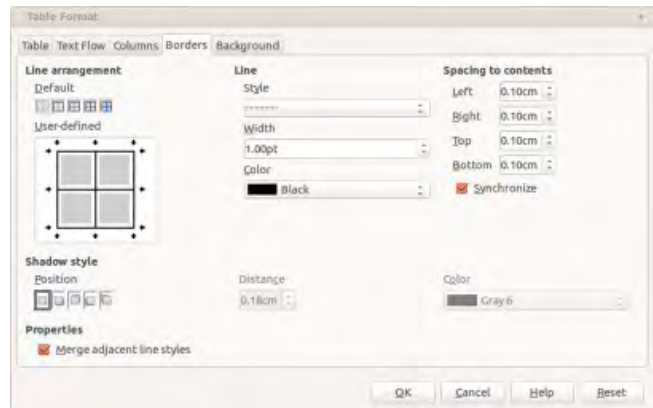 Table Format
Table Text Flow Columns Borders Background
Line arrangement
Default
User-defined
Line
Style
Width
1.00pt
Color
Black
Spacing to contents
Left 0.10cm
Right 0.10cm
Top 0.10cm
Bottom 0.10cm
Synchronize
Shadow style
Position
Distance
0.18cm
Color
Gray 6
Properties
Merge adjacent line styles
OK Cancel Help Reset